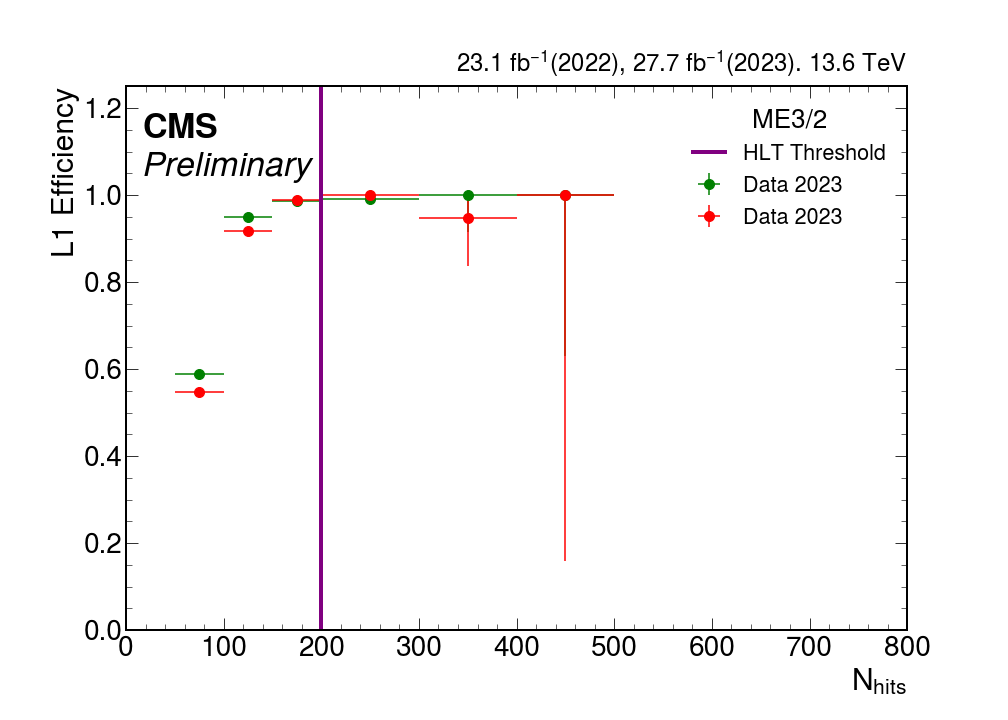 23.1 fb⁻¹(2022), 27.7 fb⁻¹(2023). 13.6 TeV
L1 Efficiency
CMS
Preliminary
ME3/2
HLT Threshold
Data 2023
Data 2023
1.2
1.0
0.8
0.6
0.4
0.2
0.0
0 100 200 300 400 500 600 700 800
N_hits